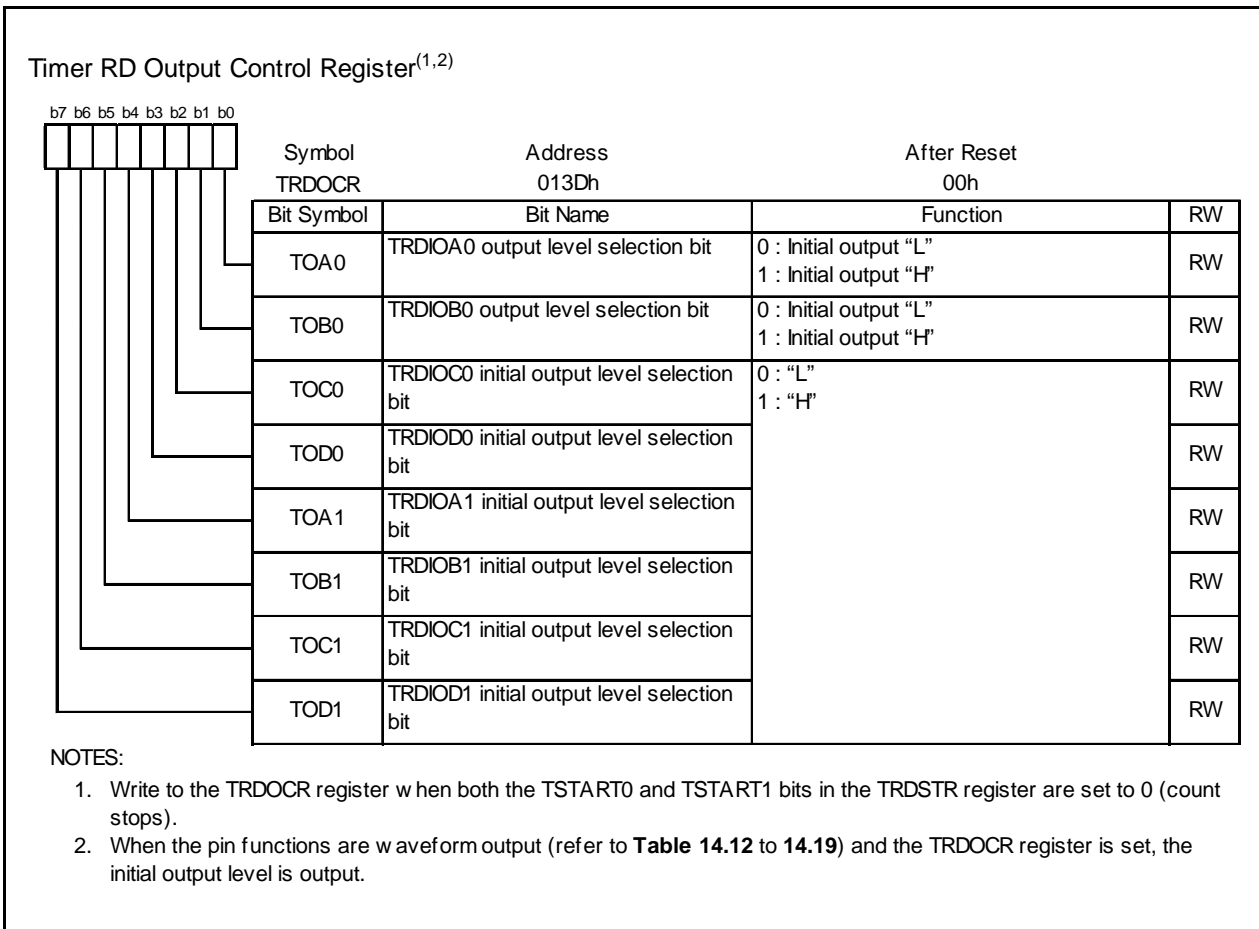 Timer RD Output Control Register(1,2)
b7 b6 b5 b4 b3 b2 b1 b0
Symbol Address After Reset
TRDOCR 013Dh 00h
Bit Symbol Bit Name Function RW
TOA0 TRDIOA0 output level selection bit 0 : Initial output “L” RW
1 : Initial output “H”
TOB0 TRDIOB0 output level selection bit 0 : Initial output “L” RW
1 : Initial output “H”
TOC0 TRDIOC0 initial output level selection 0 : “L” RW
bit 1 : “H”
TOD0 TRDIOD0 initial output level selection RW
bit
TOA1 TRDIOA1 initial output level selection RW
bit
TOB1 TRDIOB1 initial output level selection RW
bit
TOC1 TRDIOC1 initial output level selection RW
bit
TOD1 TRDIOD1 initial output level selection RW
bit
NOTES:
1. Write to the TRDOCR register when both the TSTART0 and TSTART1 bits in the TRDSTR register are set to 0 (count
stops).
2. When the pin functions are waveform output (refer to Table 14.12 to 14.19) and the TRDOCR register is set, the
initial output level is output.